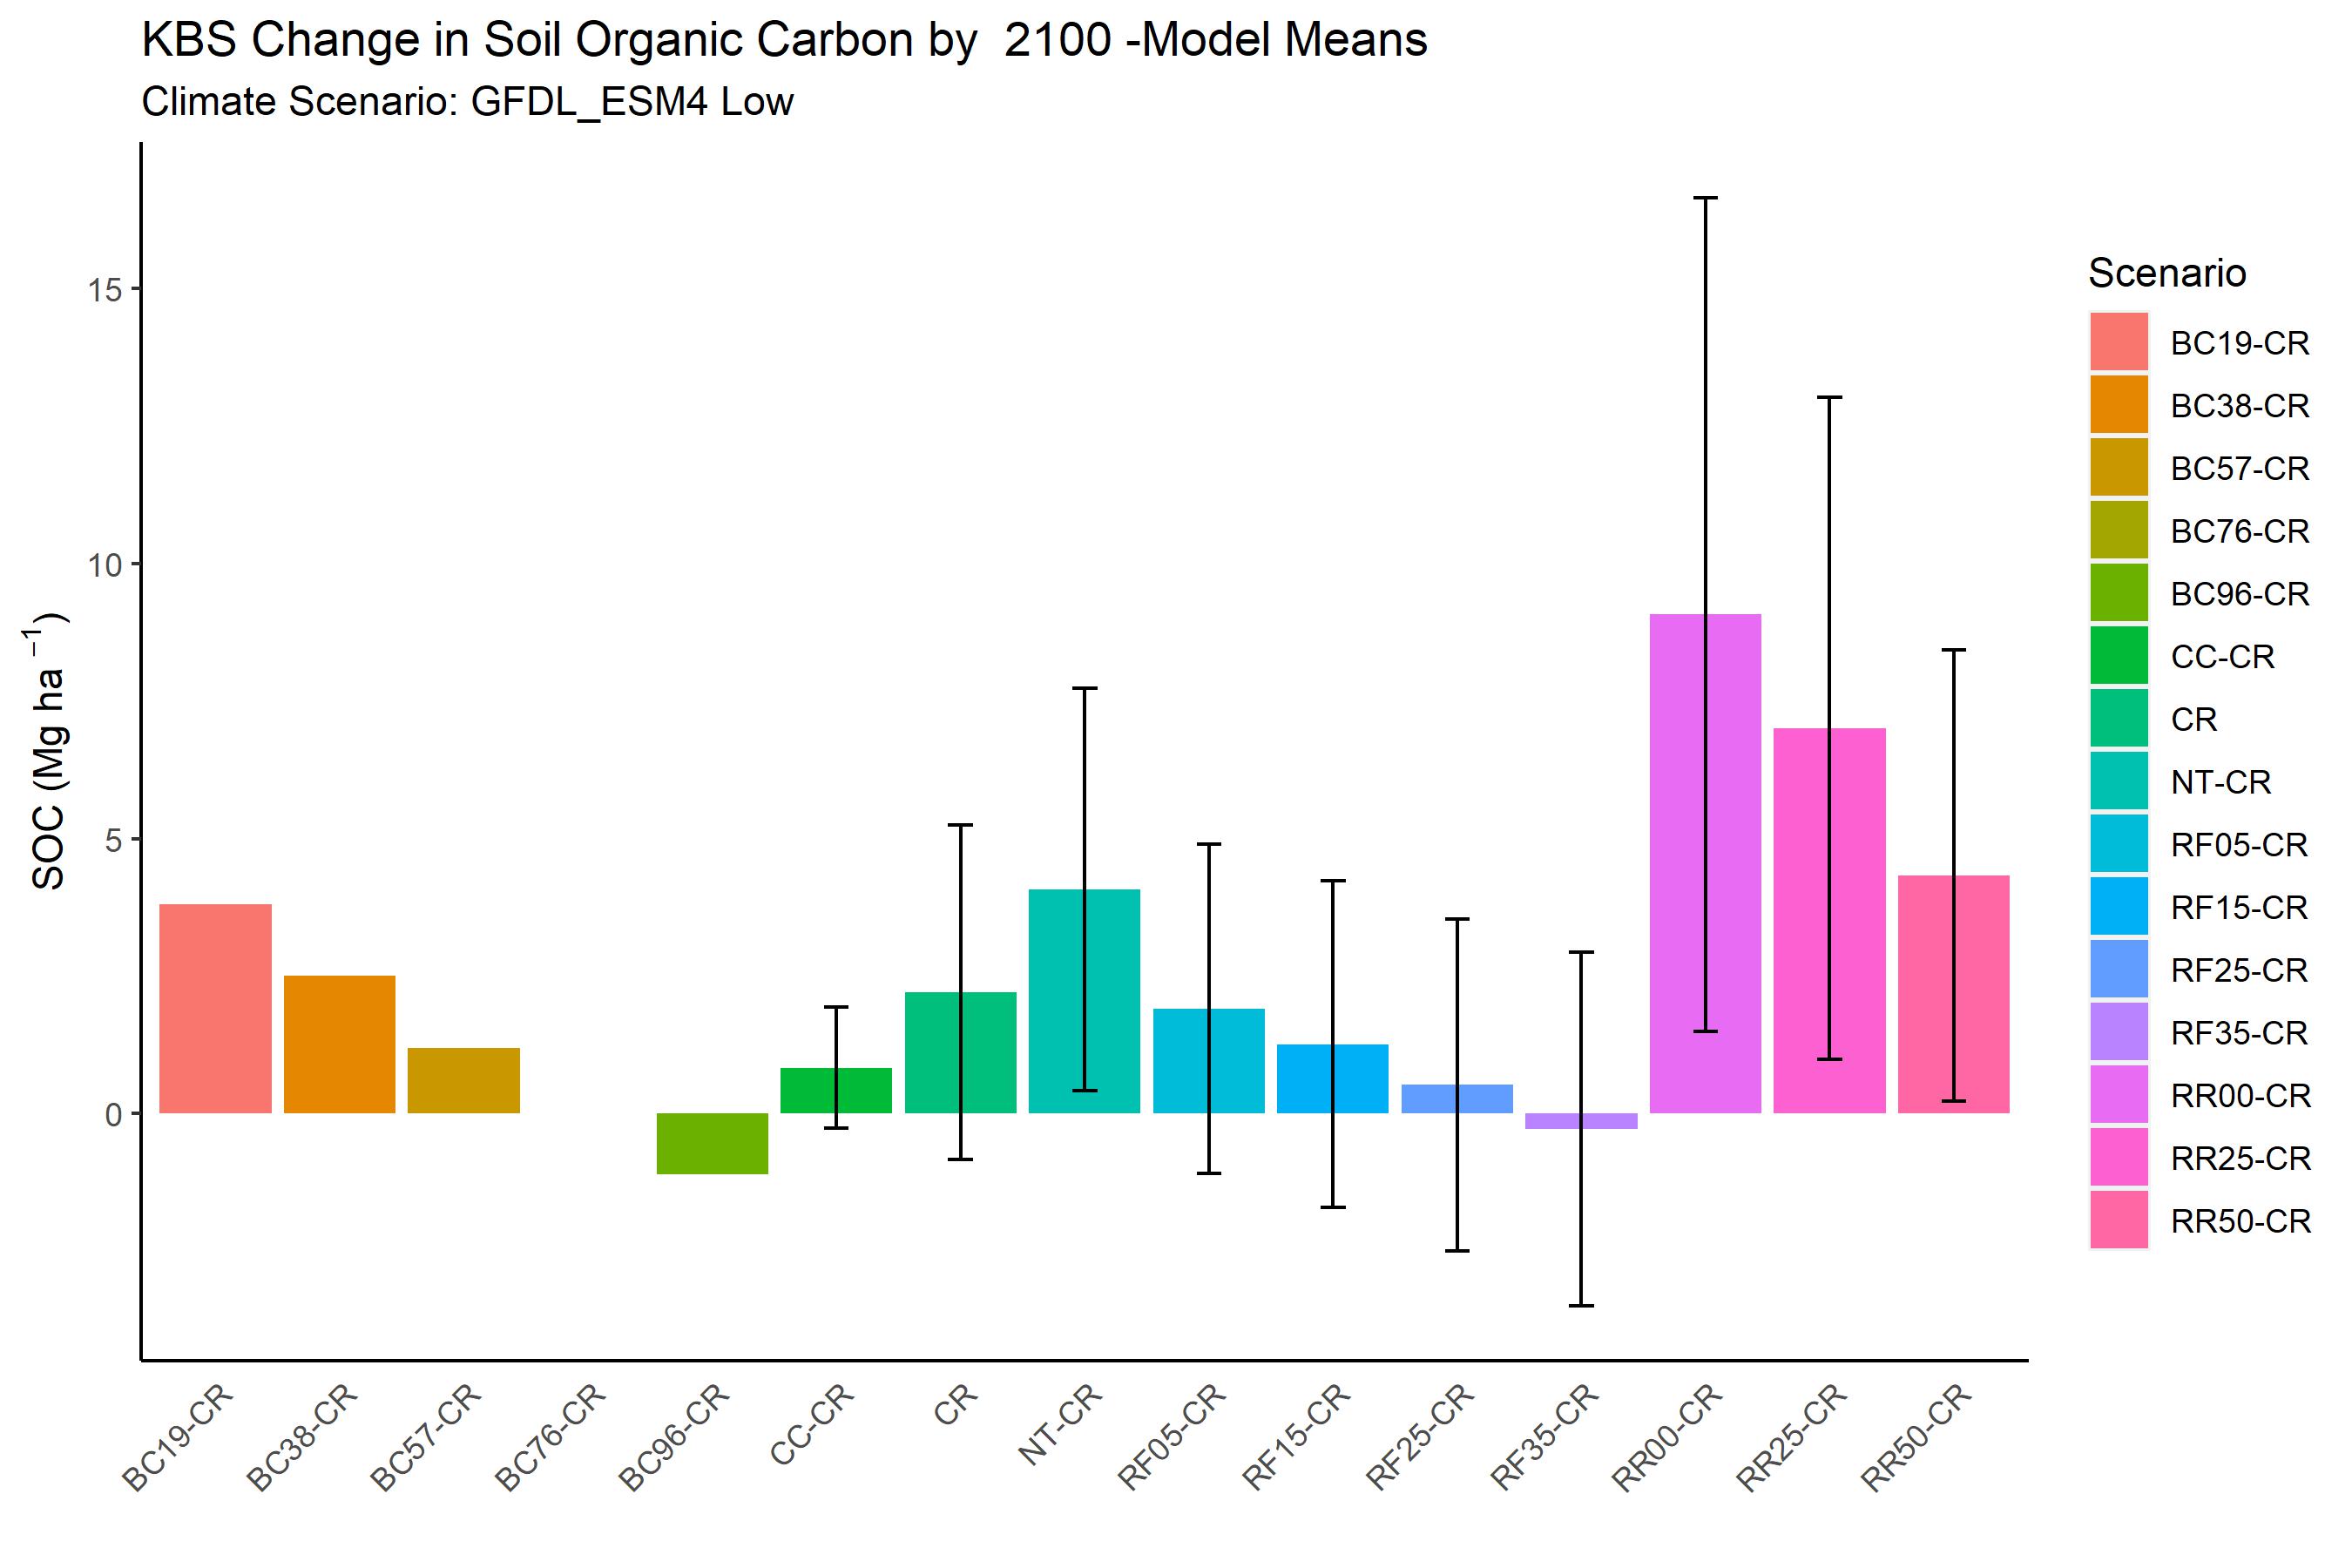 KBS Change in Soil Organic Carbon by  2100 -Model Means
Climate Scenario: GFDL_ESM4 Low
SOC (Mg ha −1)
15
10
5
0
BC19-CR
BC38-CR
BC57-CR
BC76-CR
BC96-CR
CC-CR
CR
NT-CR
RF05-CR
RF15-CR
RF25-CR
RF35-CR
RR00-CR
RR25-CR
RR50-CR
Scenario
BC19-CR
BC38-CR
BC57-CR
BC76-CR
BC96-CR
CC-CR
CR
NT-CR
RF05-CR
RF15-CR
RF25-CR
RF35-CR
RR00-CR
RR25-CR
RR50-CR